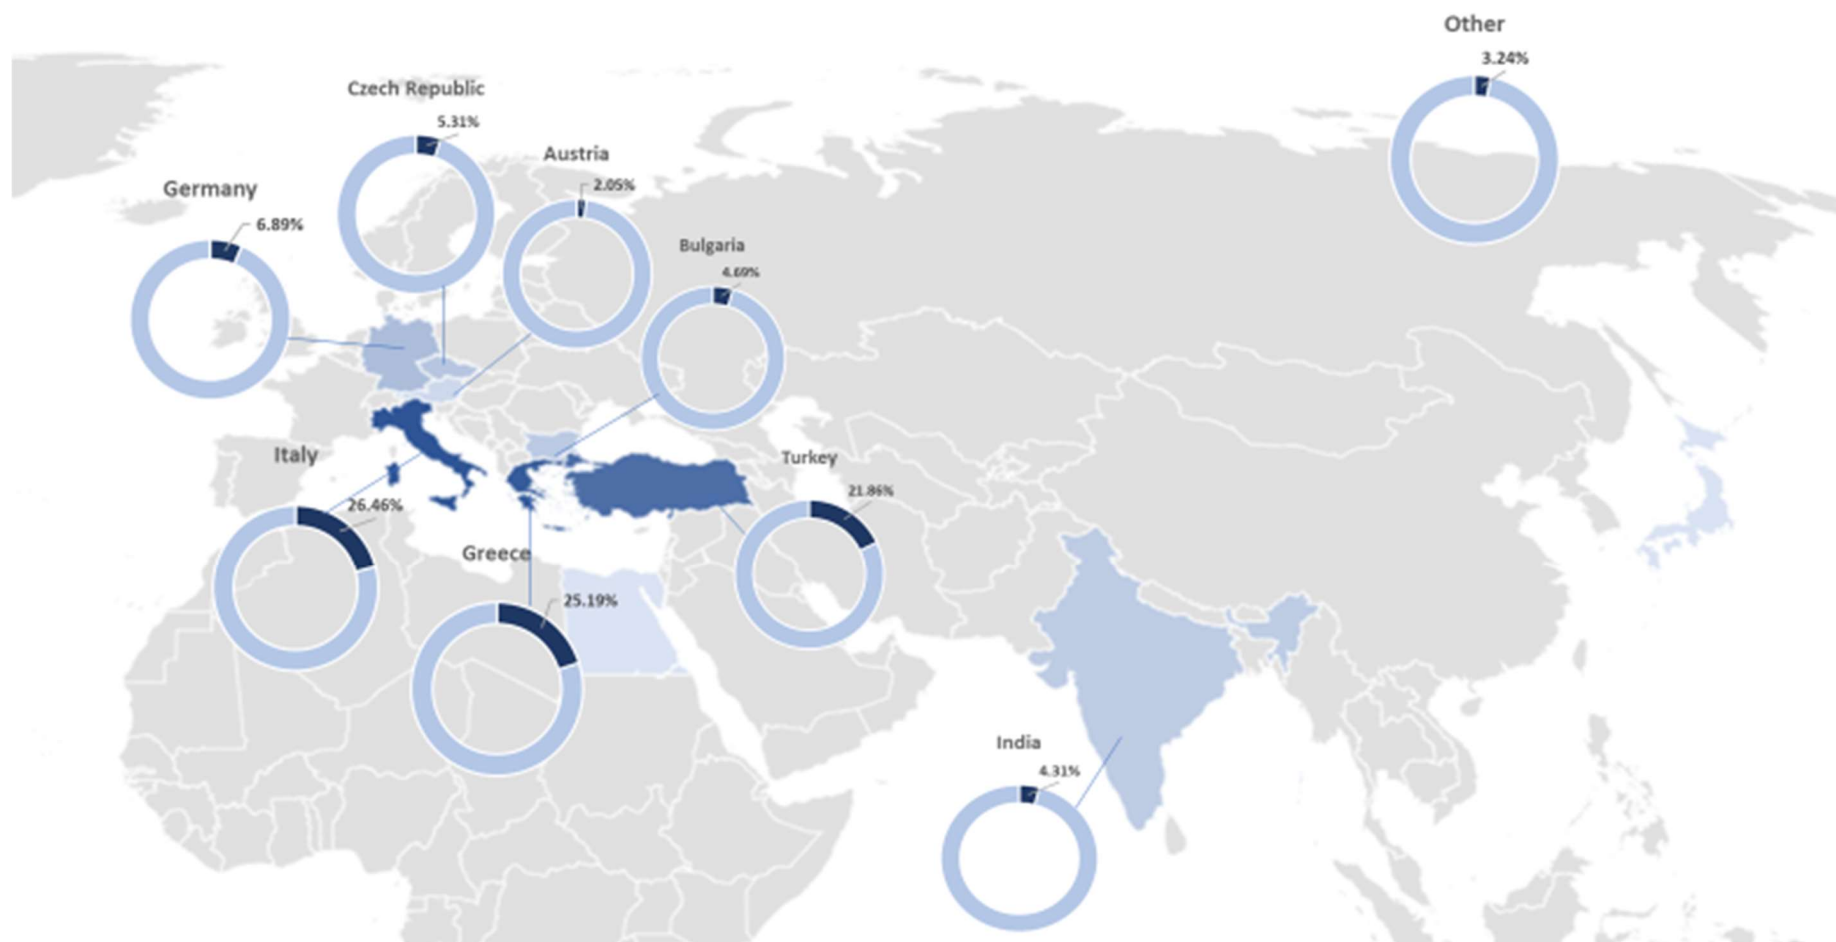 Other
3.24%
Czech Republic
5.31%
Austria
2.05%
Germany
6.89%
Bulgaria
4.69%
Italy
26.46%
Turkey
21.86%
Greece
25.19%
India
4.31%